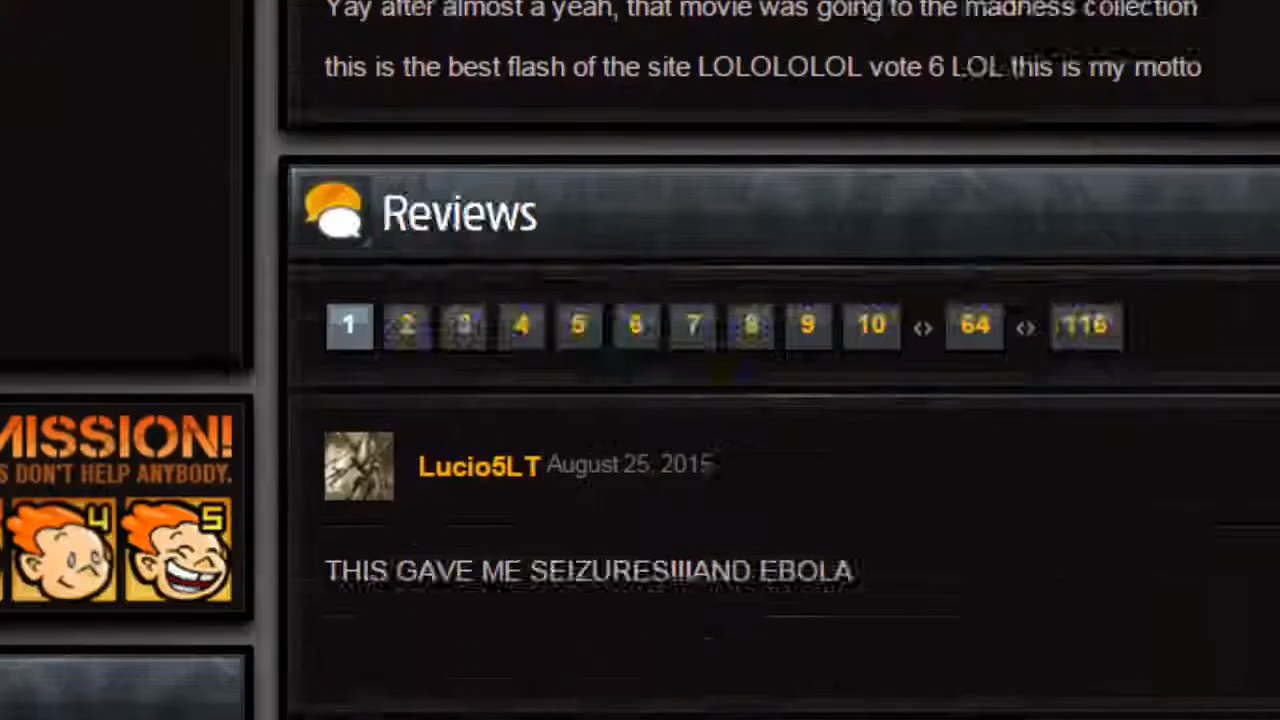 Yay after almost a yeah, that movie was going to the madness collection
this is the best flash of the site LOLOLOLOL vote 6 LOL this is my motto
Reviews
1 2 3 4 5 6 7 8 9 10 <> 64 <> 116
MISSION!
S DON'T HELP ANYBODY.
4 5
Lucio5LT August 25, 2015
THIS GAVE ME SEIZURES!!!AND EBOLA